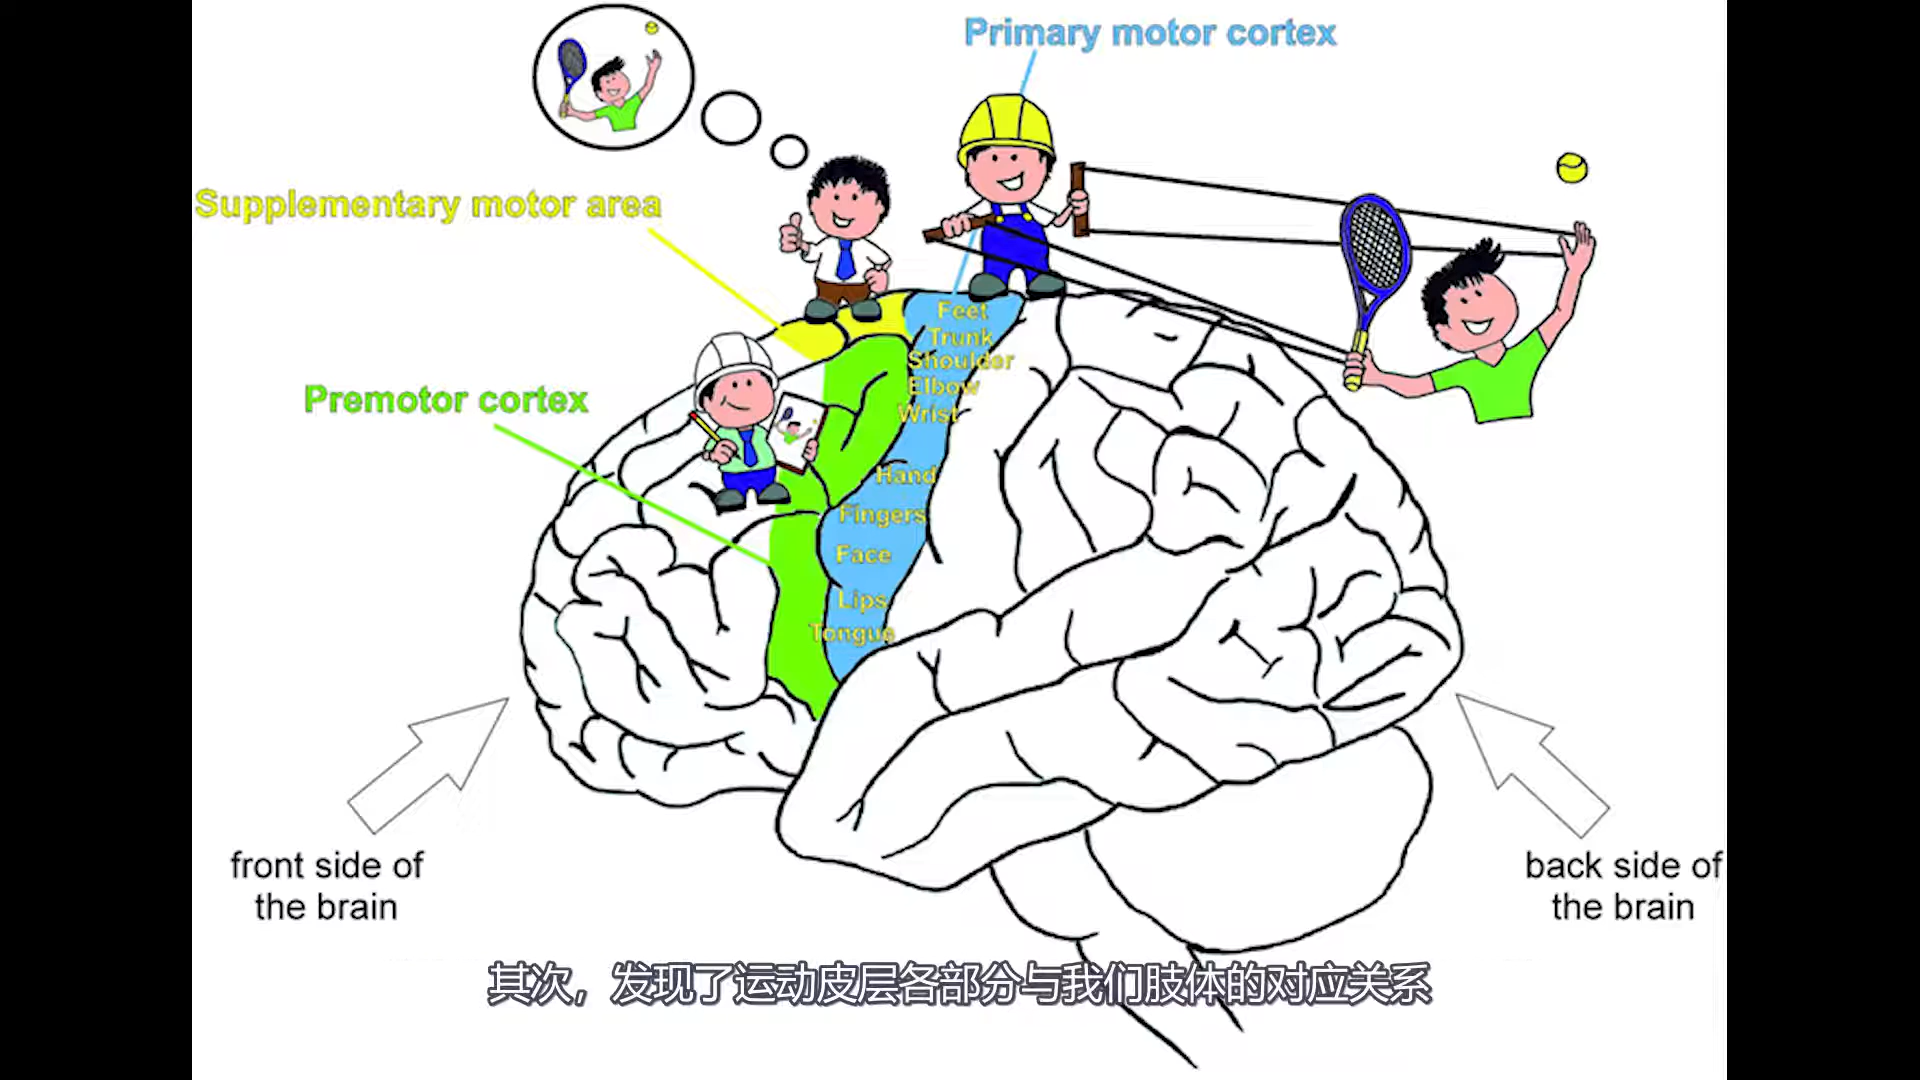 Primary motor cortex
Supplementary motor area
Premotor cortex
Feet
Trunk
Shoulder
Elbow
Wrist
Hand
Fingers
Face
Lips
Tongue
front side of
the brain
back side of
the brain
其次，发现了运动皮层各部分与我们肢体的对应关系